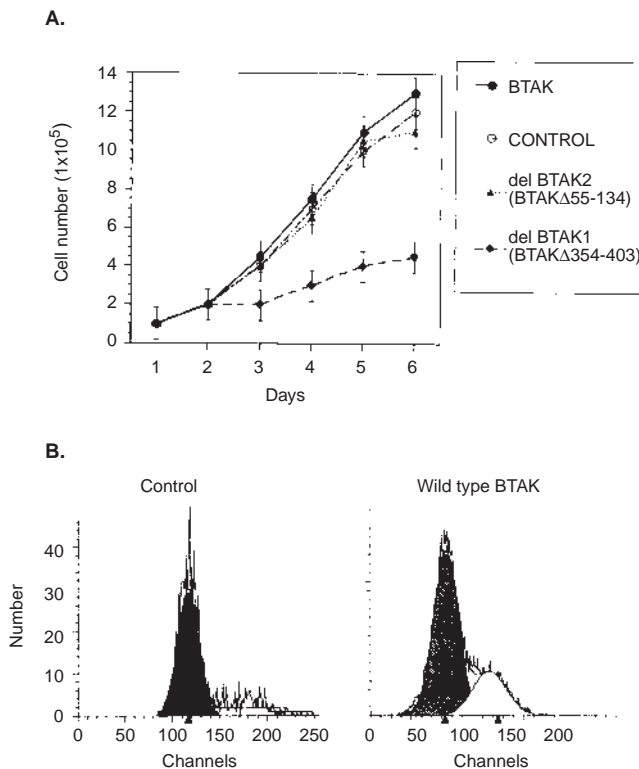 A.
14
12
10
8
6
4
2
0
Cell number (1x10⁵)
1 2 3 4 5 6
Days
BTAK
CONTROL
del BTAK2
(BTAKΔ55-134)
del BTAK1
(BTAKΔ354-403)
B.
Control
Wild type BTAK
Number
40
30
20
10
0
0 50 100 150 200 250
Channels
0 50 100 150 200
Channels